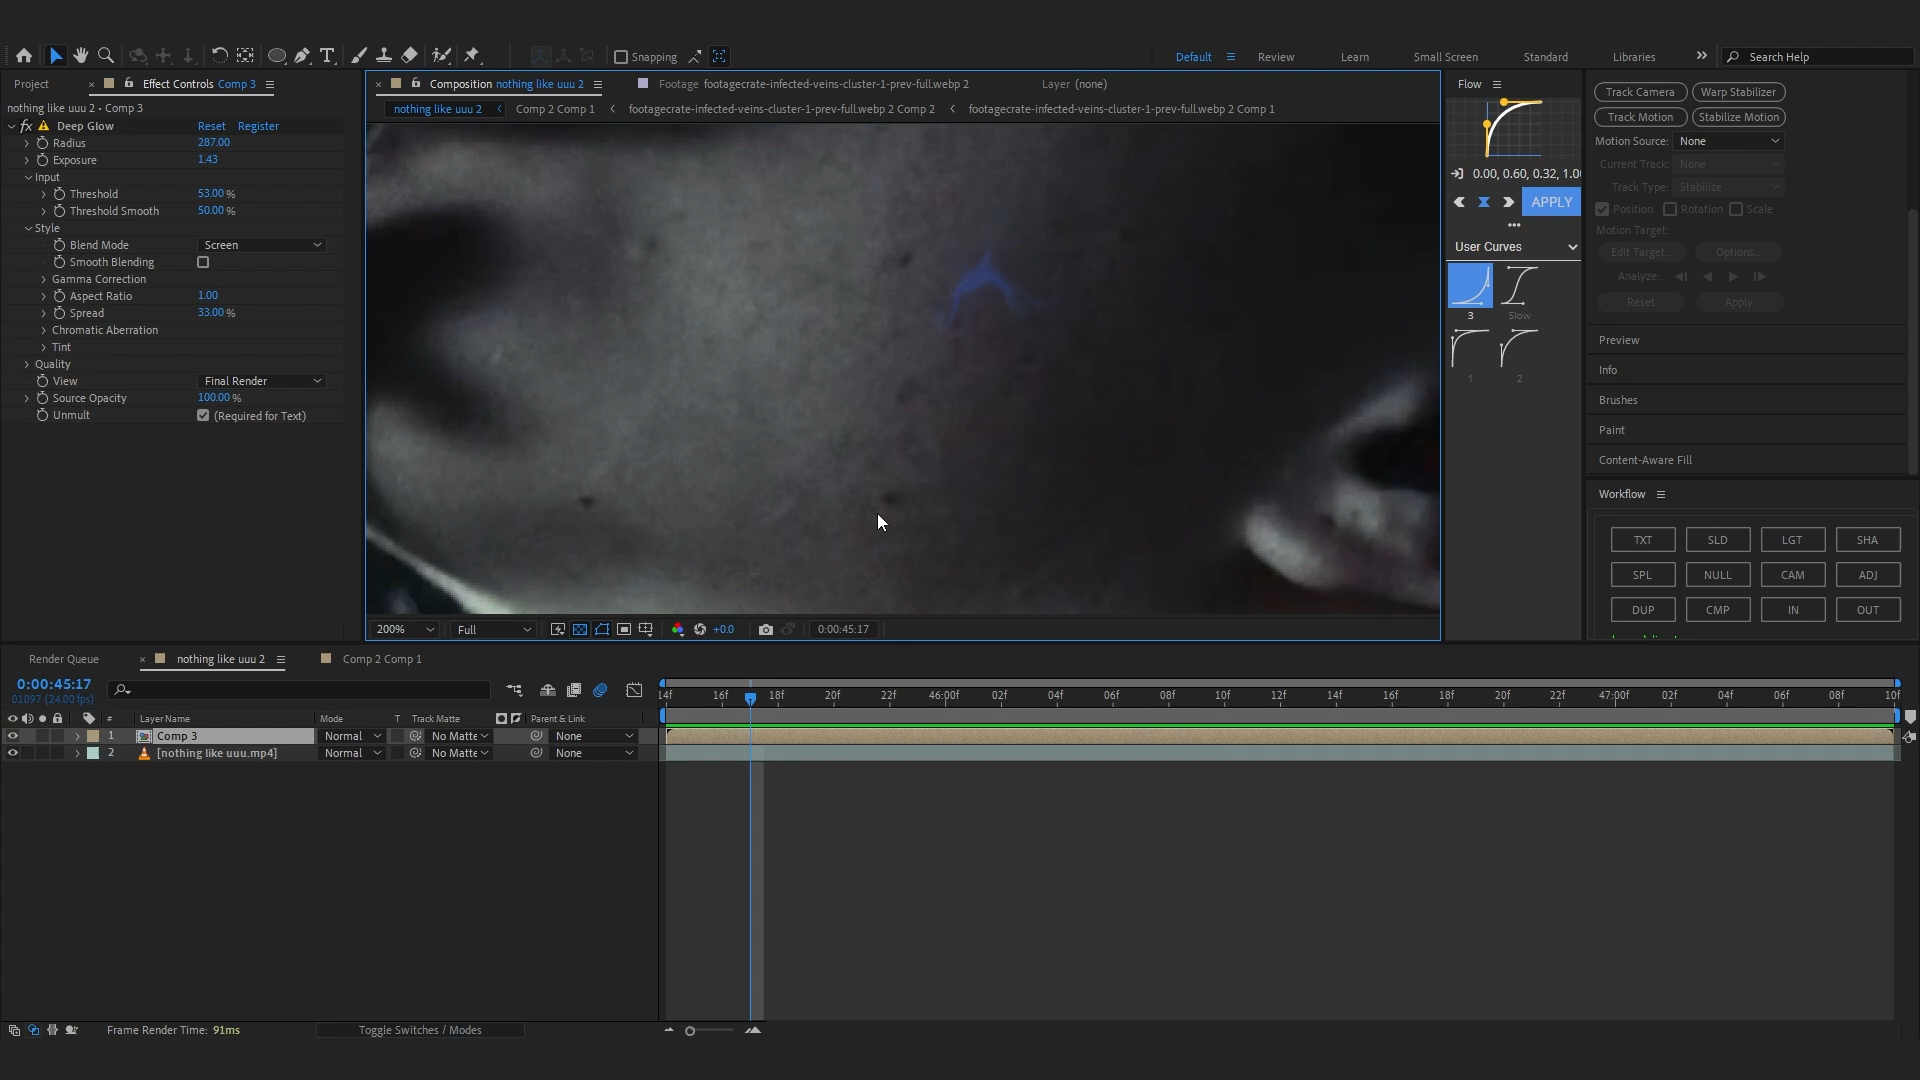 Snapping
Default
Review
Learn
Small Screen
Standard
Libraries
Search Help
Project
Effect Controls Comp 3
Composition nothing like uuu 2
Footage footagecrate-infected-veins-cluster-1-prev-full.webp 2
Layer (none)
Flow
Track Camera
Warp Stabilizer
nothing like uuu 2 • Comp 3
nothing like uuu 2
Comp 2 Comp 1
footagecrate-infected-veins-cluster-1-prev-full.webp 2 Comp 2
footagecrate-infected-veins-cluster-1-prev-full.webp 2 Comp 1
Track Motion
Stabilize Motion
fx Deep Glow Reset Register
Radius 287.00
Exposure 1.43
Input
Threshold 53.00 %
Threshold Smooth 50.00 %
Style
Blend Mode Screen
Smooth Blending
Gamma Correction
Aspect Ratio 1.00
Spread 33.00 %
Chromatic Aberration
Tint
Quality
View Final Render
Source Opacity 100.00 %
Unmult (Required for Text)
0.00, 0.60, 0.32, 1.0
APPLY
User Curves
3 Slow
1 2
Motion Source: None
Current Track: None
Track Type: Stabilize
Position Rotation Scale
Motion Target:
Edit Target... Options...
Analyze:
Reset Apply
Preview
Info
Brushes
Paint
Content-Aware Fill
Workflow
TXT SLD LGT SHA
SPL NULL CAM ADJ
DUP CMP IN OUT
200% Full +0.0 0:00:45:17
Render Queue
nothing like uuu 2
Comp 2 Comp 1
0:00:45:17
01097 (24.00 fps)
14f 16f 18f 20f 22f 46:00f 02f 04f 06f 08f 10f 12f 14f 16f 18f 20f 22f 47:00f 02f 04f 06f 08f 10f
# Layer Name Mode T Track Matte Parent & Link
1 Comp 3 Normal No Matte None
2 [nothing like uuu.mp4] Normal No Matte None
Frame Render Time: 91ms
Toggle Switches / Modes